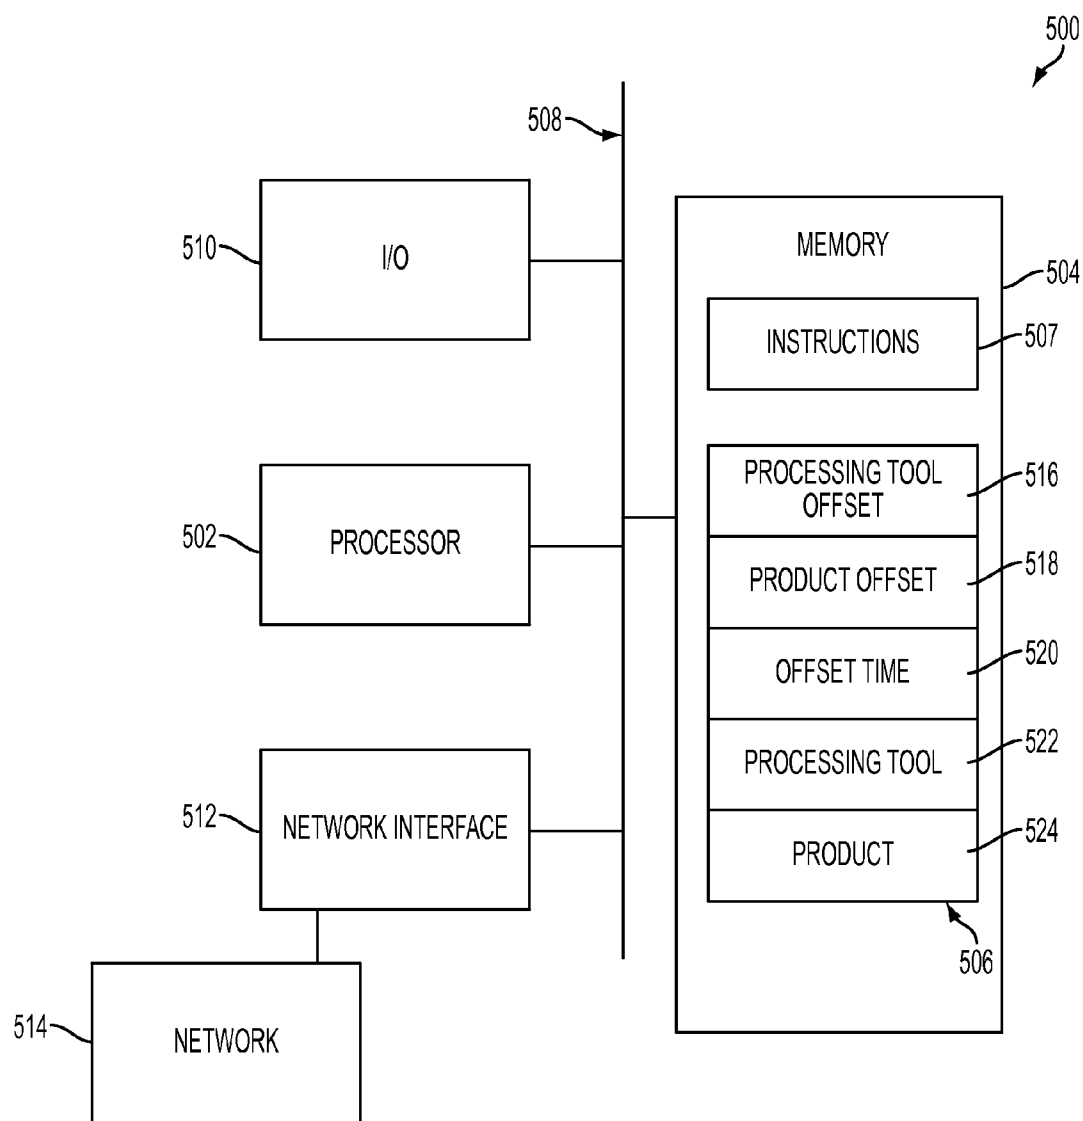 500
508
510
I/O
MEMORY
504
INSTRUCTIONS
507
PROCESSING TOOL
OFFSET
516
502
PROCESSOR
PRODUCT OFFSET
518
OFFSET TIME
520
PROCESSING TOOL
522
512
NETWORK INTERFACE
PRODUCT
524
506
514
NETWORK